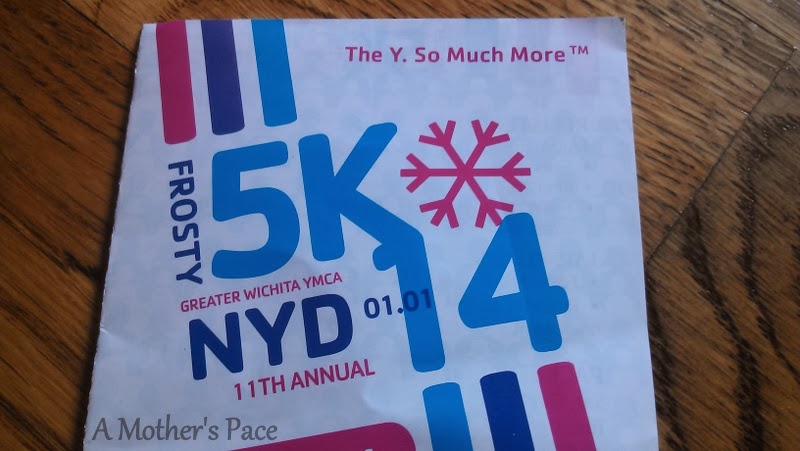 The Y. So Much More™
FROSTY
5K
14
GREATER WICHITA YMCA
NYD 01.01
11TH ANNUAL
A Mother's Pace